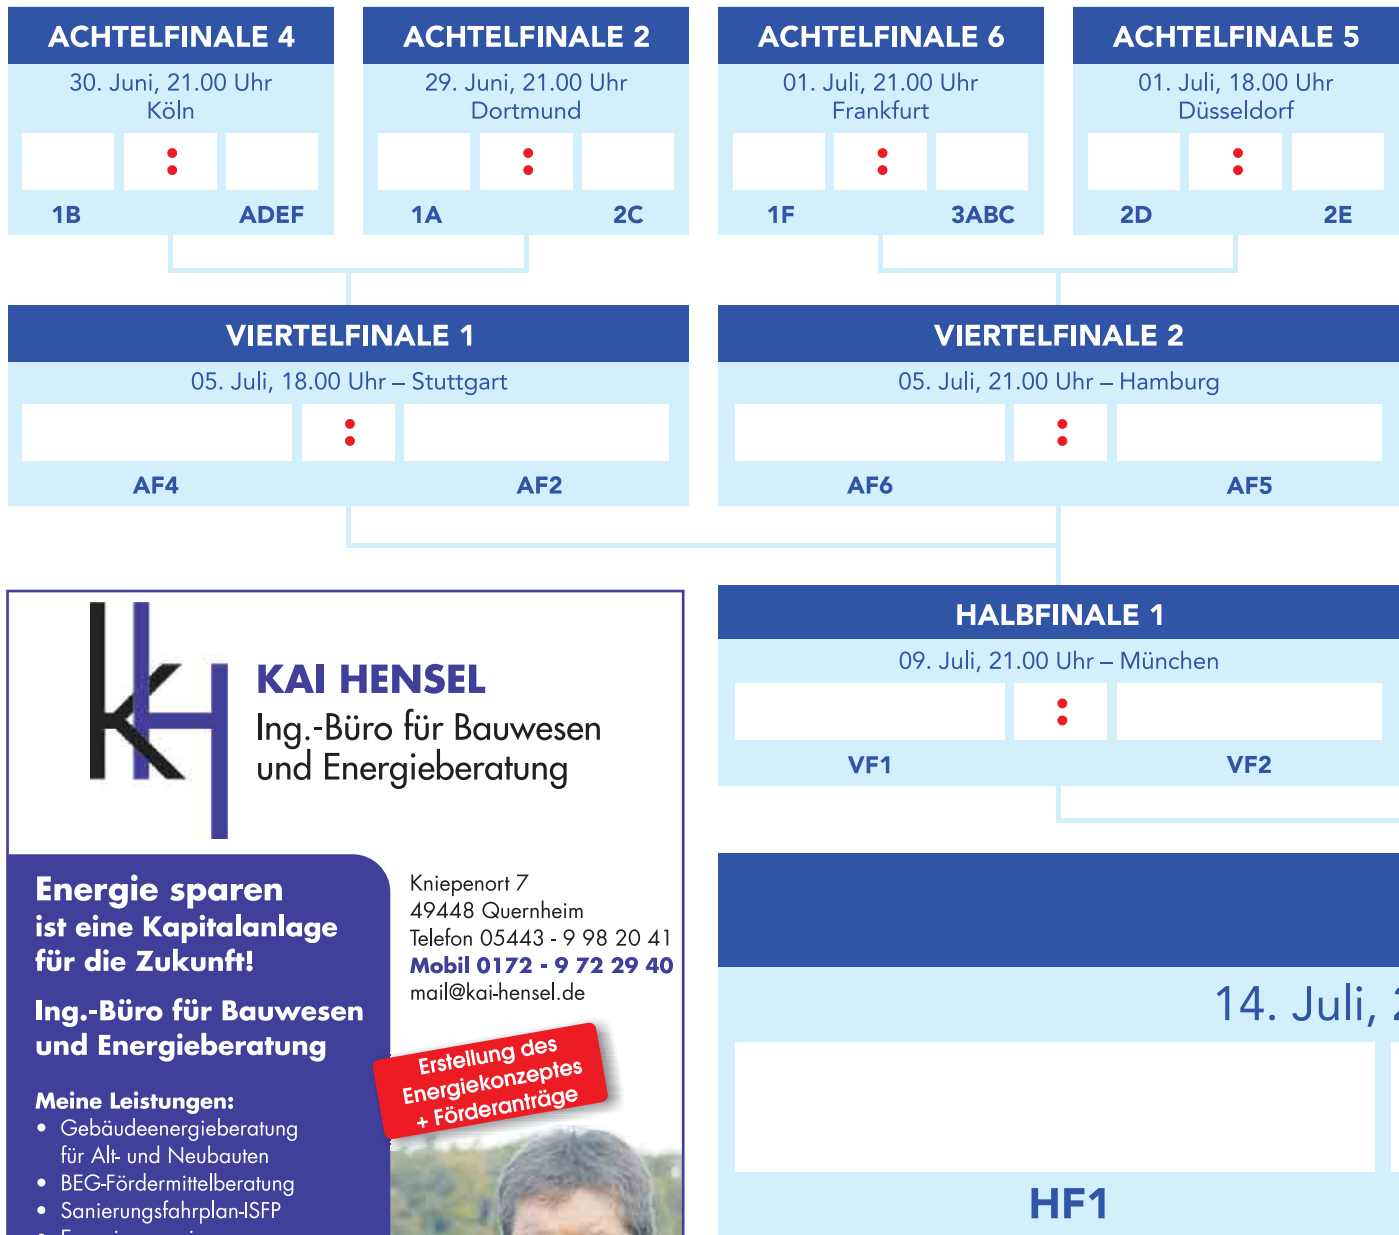 ACHTELFINALE 4
30. Juni, 21.00 Uhr
Köln
:
1B ADEF
ACHTELFINALE 2
29. Juni, 21.00 Uhr
Dortmund
:
1A 2C
ACHTELFINALE 6
01. Juli, 21.00 Uhr
Frankfurt
:
1F 3ABC
ACHTELFINALE 5
01. Juli, 18.00 Uhr
Düsseldorf
:
2D 2E
VIERTELFINALE 1
05. Juli, 18.00 Uhr – Stuttgart
:
AF4 AF2
VIERTELFINALE 2
05. Juli, 21.00 Uhr – Hamburg
:
AF6 AF5
HALBFINALE 1
09. Juli, 21.00 Uhr – München
:
VF1 VF2
14. Juli,
HF1
KH
KAI HENSEL
Ing.-Büro für Bauwesen
und Energieberatung
Energie sparen
ist eine Kapitalanlage
für die Zukunft!
Ing.-Büro für Bauwesen
und Energieberatung
Meine Leistungen:
• Gebäudeenergieberatung
für Alt- und Neubauten
• BEG-Fördermittelberatung
• Sanierungsfahrplan-ISFP
Kniepenort 7
49448 Quernheim
Telefon 05443 - 9 98 20 41
Mobil 0172 - 9 72 29 40
mail@kai-hensel.de
Erstellung des
Energiekonzeptes
+ Förderanträge